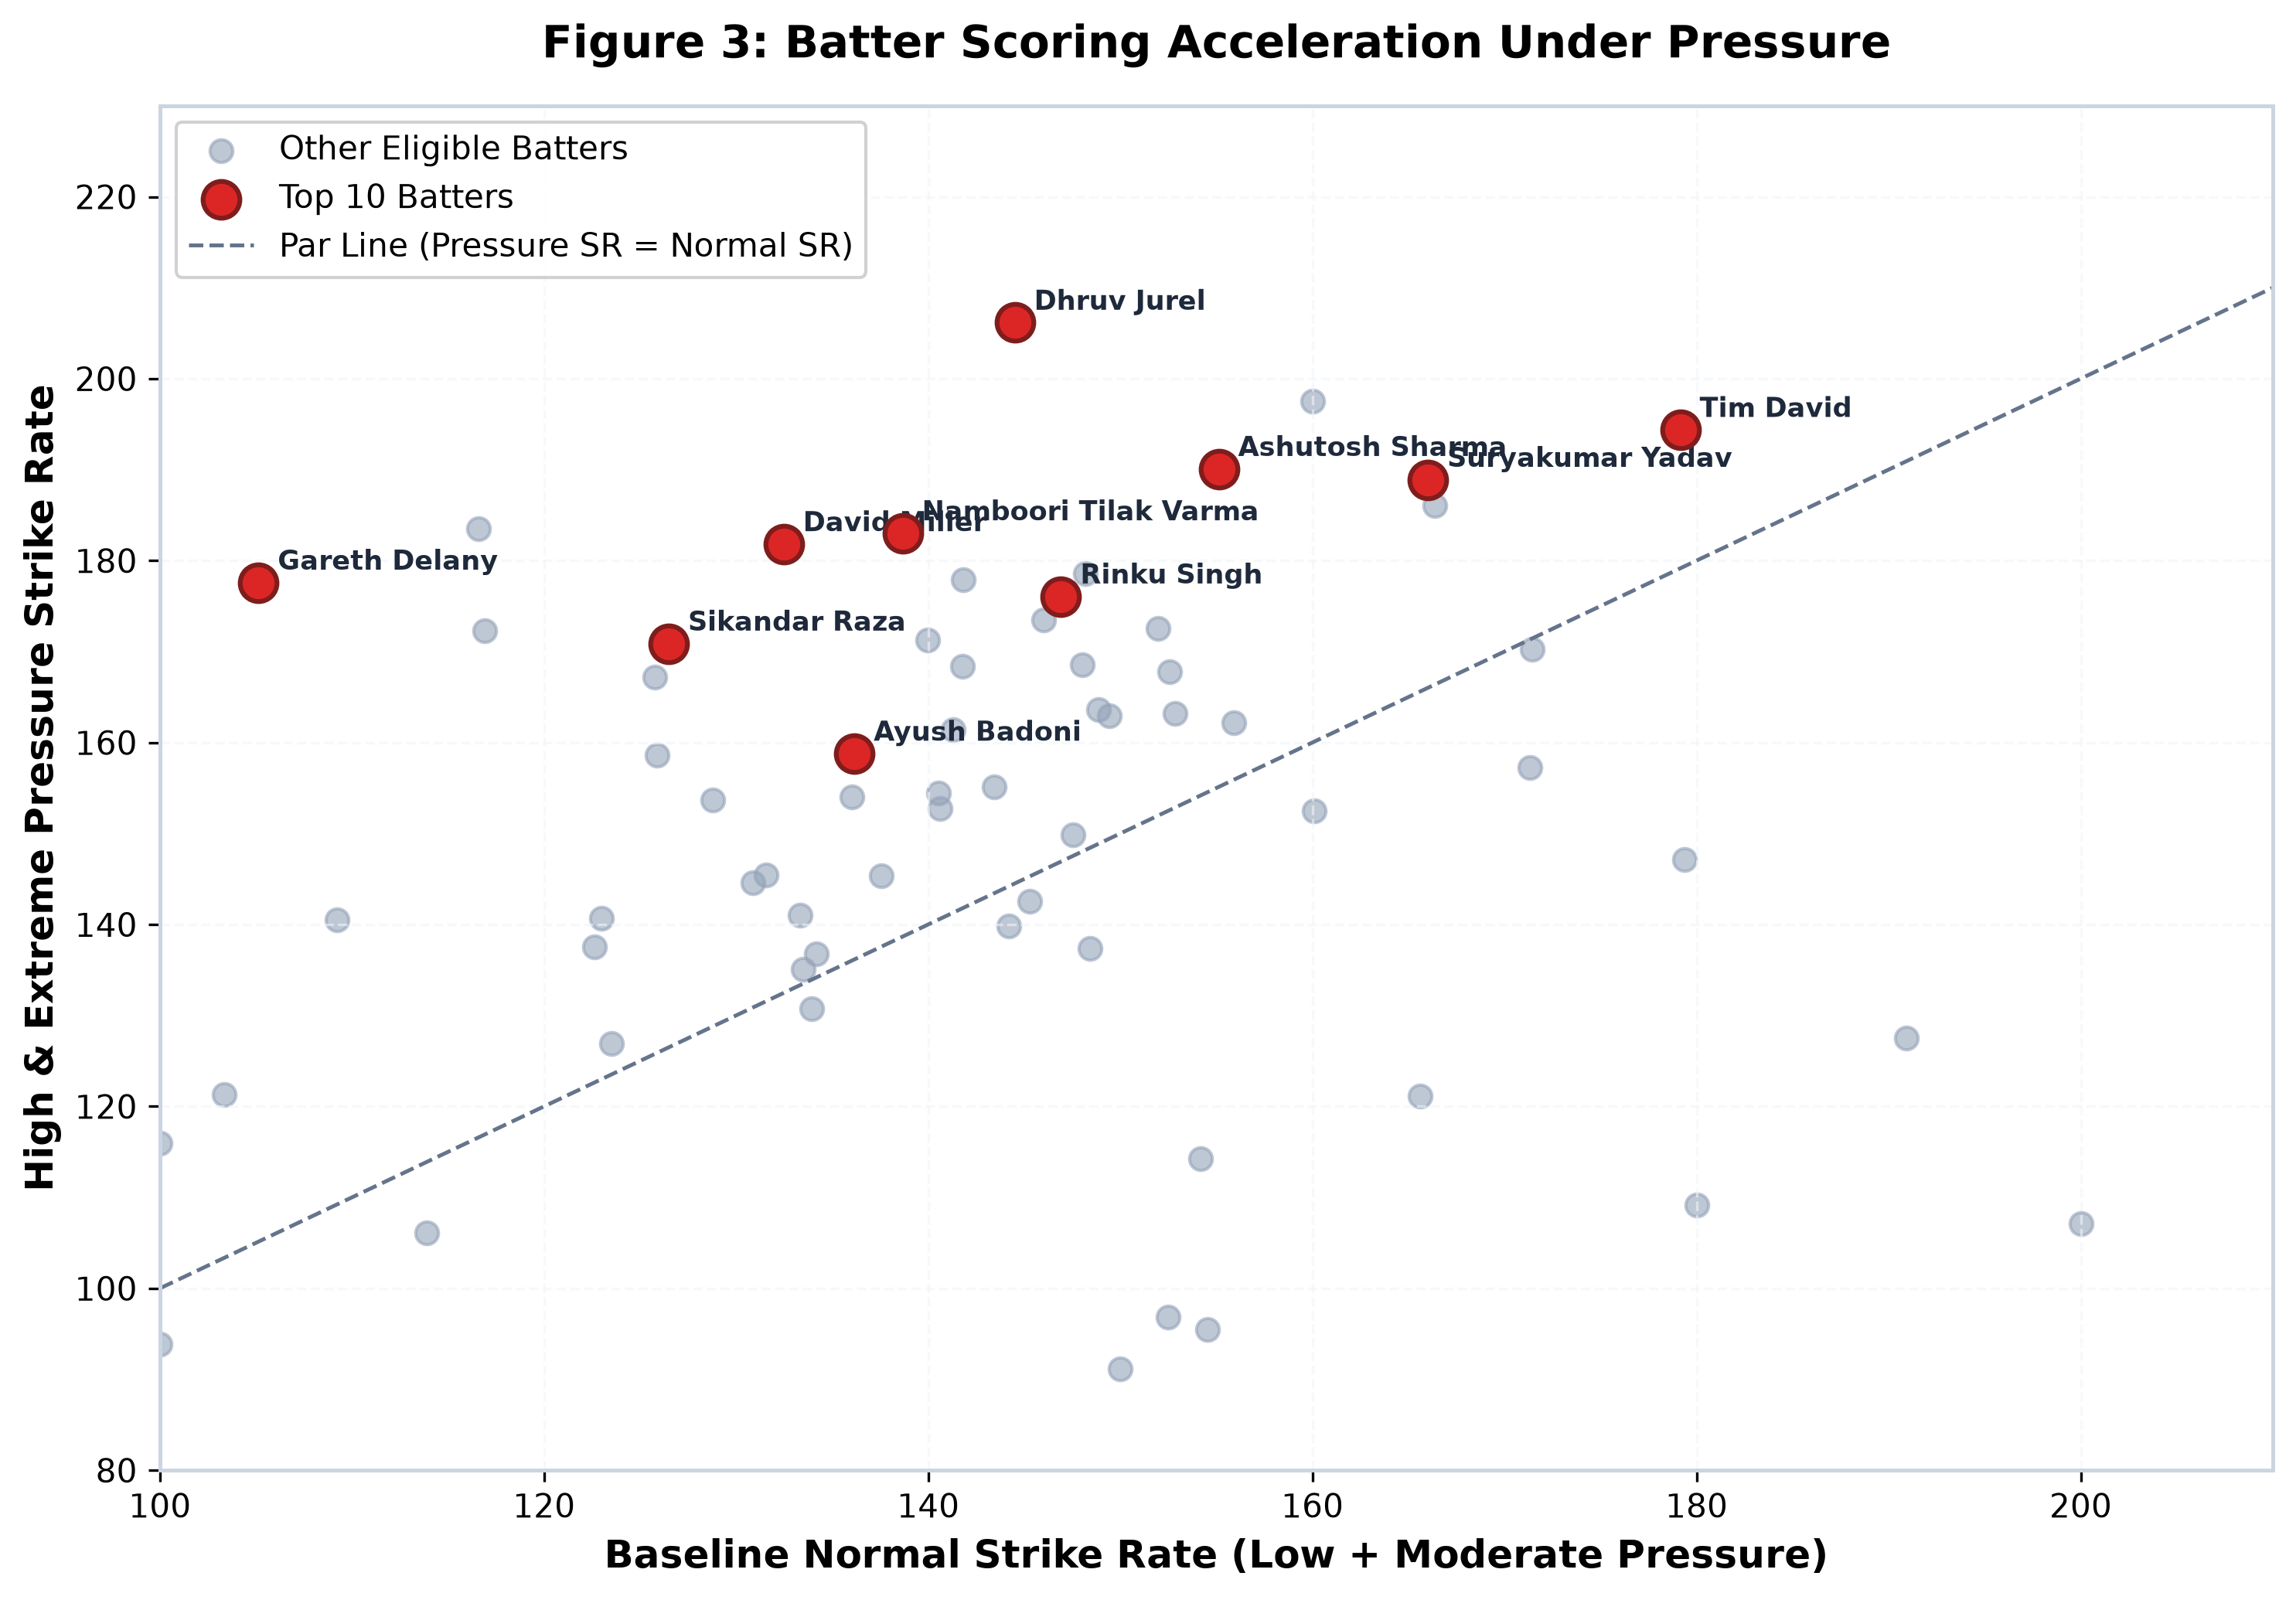 Figure 3: Batter Scoring Acceleration Under Pressure
Other Eligible Batters
Top 10 Batters
Par Line (Pressure SR = Normal SR)
High & Extreme Pressure Strike Rate
220
200
180
160
140
120
100
80
Dhruv Jurel
Tim David
Ashutosh Sharma
Suryakumar Yadav
Namboori Tilak Varma
David Miller
Gareth Delany
Rinku Singh
Sikandar Raza
Ayush Badoni
100
120
140
160
180
200
Baseline Normal Strike Rate (Low + Moderate Pressure)